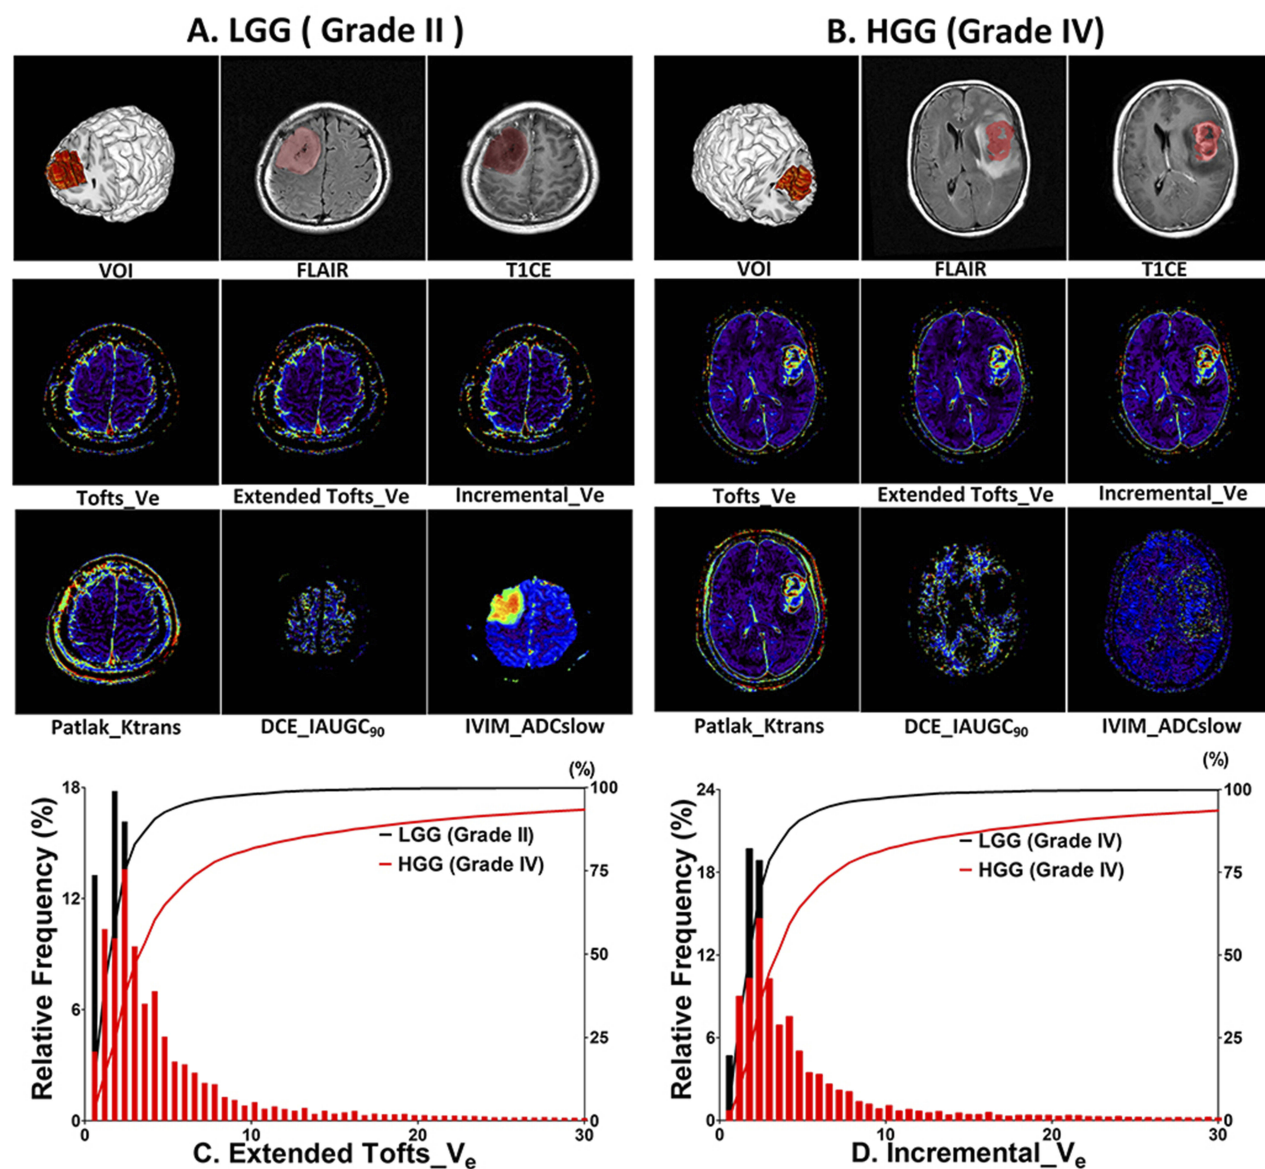 A. LGG ( Grade II )
B. HGG (Grade IV)
VOI FLAIR T1CE
VOI FLAIR T1CE
Tofts_Ve Extended Tofts_Ve Incremental_Ve
Tofts_Ve Extended Tofts_Ve Incremental_Ve
Patlak_Ktrans DCE_IAUGC90 IVIM_ADCslow
Patlak_Ktrans DCE_IAUGC90 IVIM_ADCslow
Relative Frequency (%)
18
12
6
0
(%)
100
75
50
25
0
LGG (Grade II)
HGG (Grade IV)
0 10 20 30
C. Extended Tofts_Ve
Relative Frequency (%)
24
18
12
6
0
(%)
100
75
50
25
0
LGG (Grade IV)
HGG (Grade IV)
0 10 20 30
D. Incremental_Ve